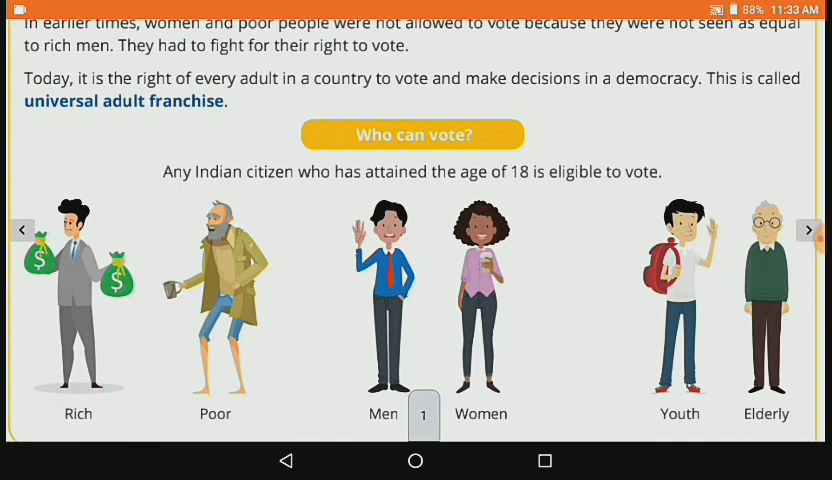 88% 11:33 AM
In earlier times, women and poor people were not allowed to vote because they were not seen as equal
to rich men. They had to fight for their right to vote.
Today, it is the right of every adult in a country to vote and make decisions in a democracy. This is called
universal adult franchise.
Who can vote?
Any Indian citizen who has attained the age of 18 is eligible to vote.
$ $
Rich Poor Men 1 Women Youth Elderly